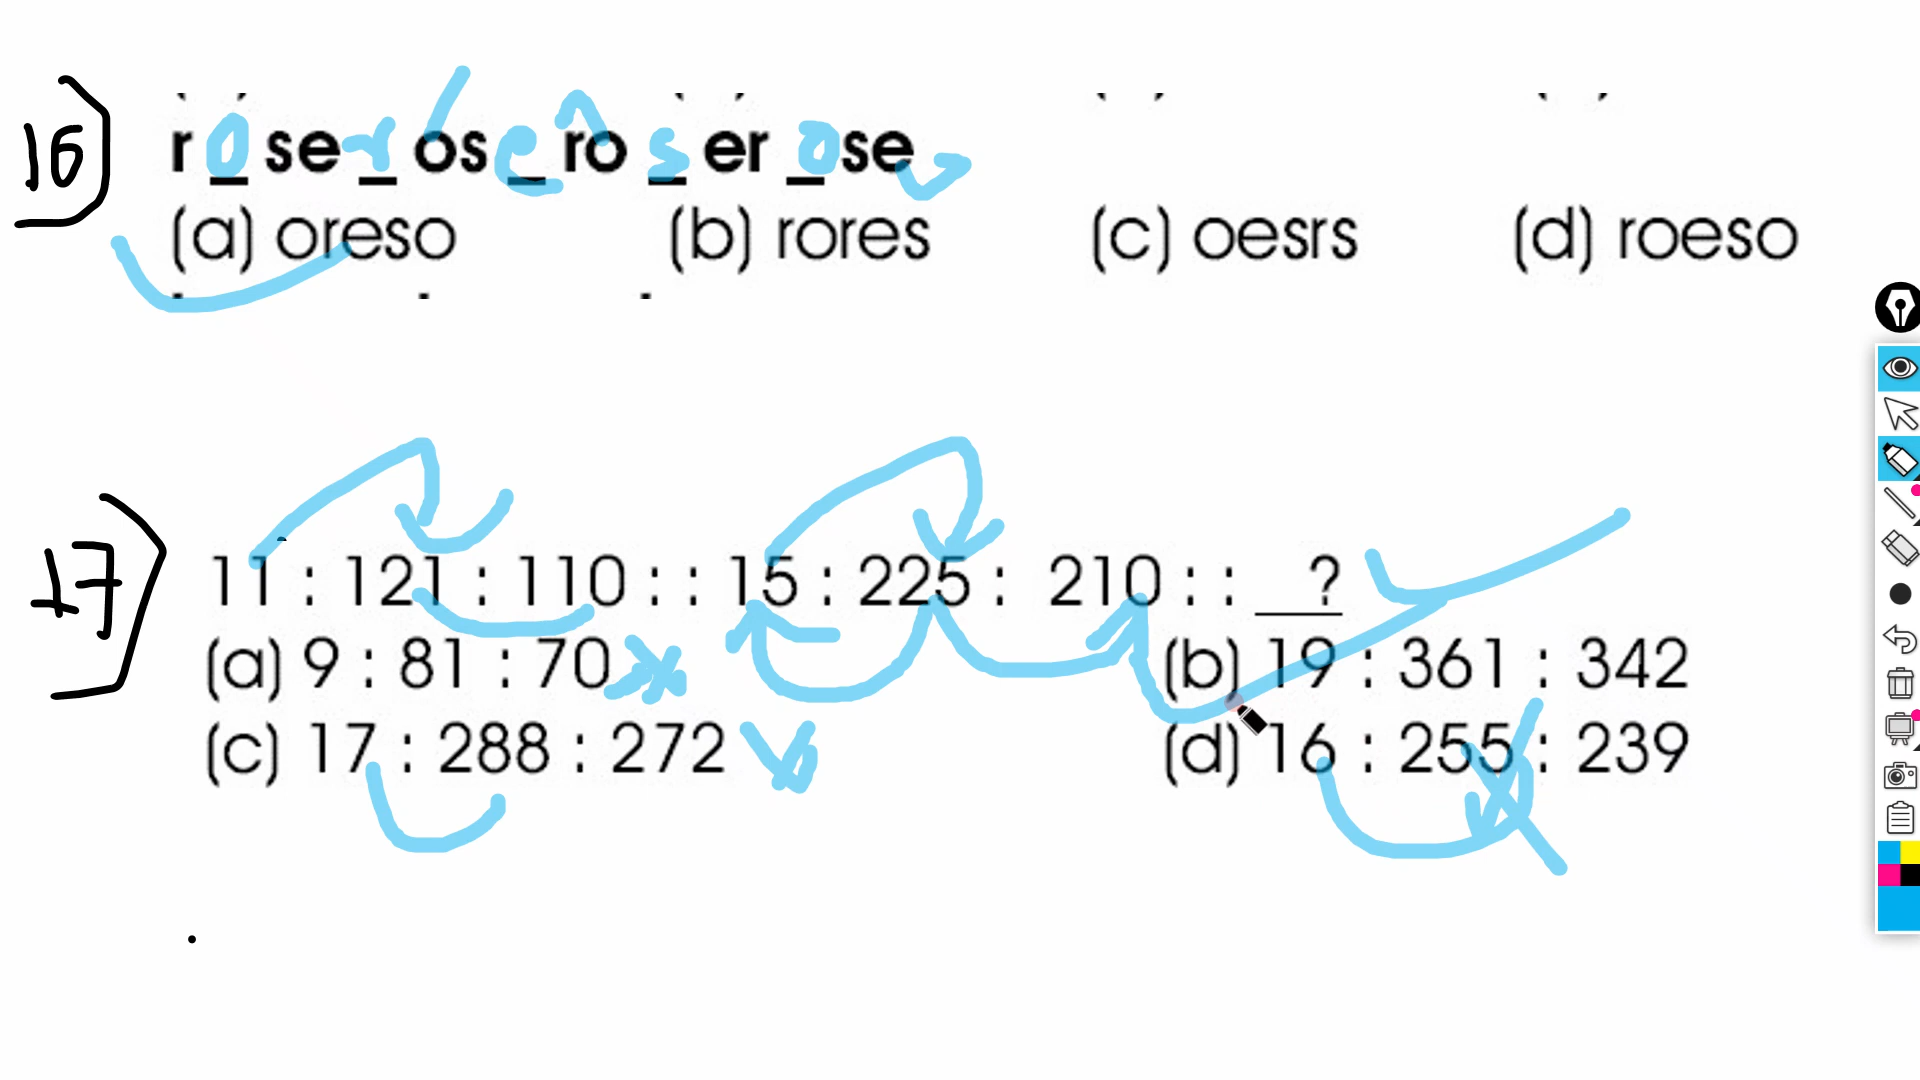 16)
r o se r os e ro s er o se
(a) oreso (b) rores (c) oesrs (d) roeso
17)
11 : 121 : 110 : : 15 : 225 : 210 : : ?
(a) 9 : 81 : 70 (b) 19 : 361 : 342
(c) 17 : 288 : 272 (d) 16 : 255 : 239